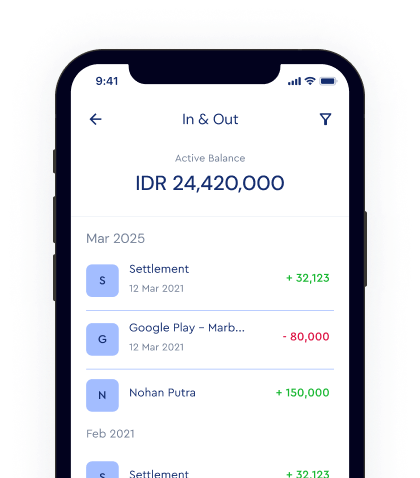 9:41
In & Out
Active Balance
IDR 24,420,000
Mar 2025
S
Settlement
12 Mar 2021
+ 32,123
G
Google Play – Marb...
12 Mar 2021
- 80,000
N
Nohan Putra
+ 150,000
Feb 2021
S
Settlement
+ 32,123